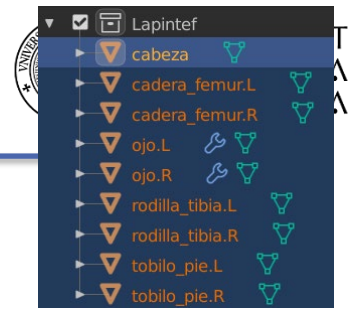 Lapintef
cabeza
cadera_femur.L
cadera_femur.R
ojo.L
ojo.R
rodilla_tibia.L
rodilla_tibia.R
tobilo_pie.L
tobilo_pie.R